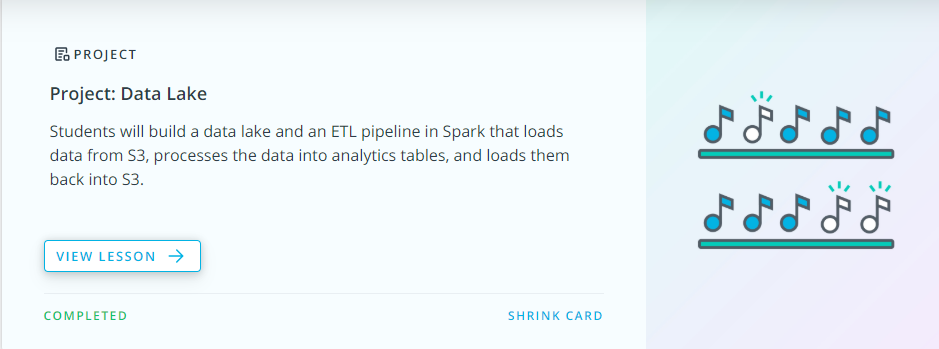 PROJECT
Project: Data Lake
Students will build a data lake and an ETL pipeline in Spark that loads
data from S3, processes the data into analytics tables, and loads them
back into S3.
VIEW LESSON
COMPLETED
SHRINK CARD